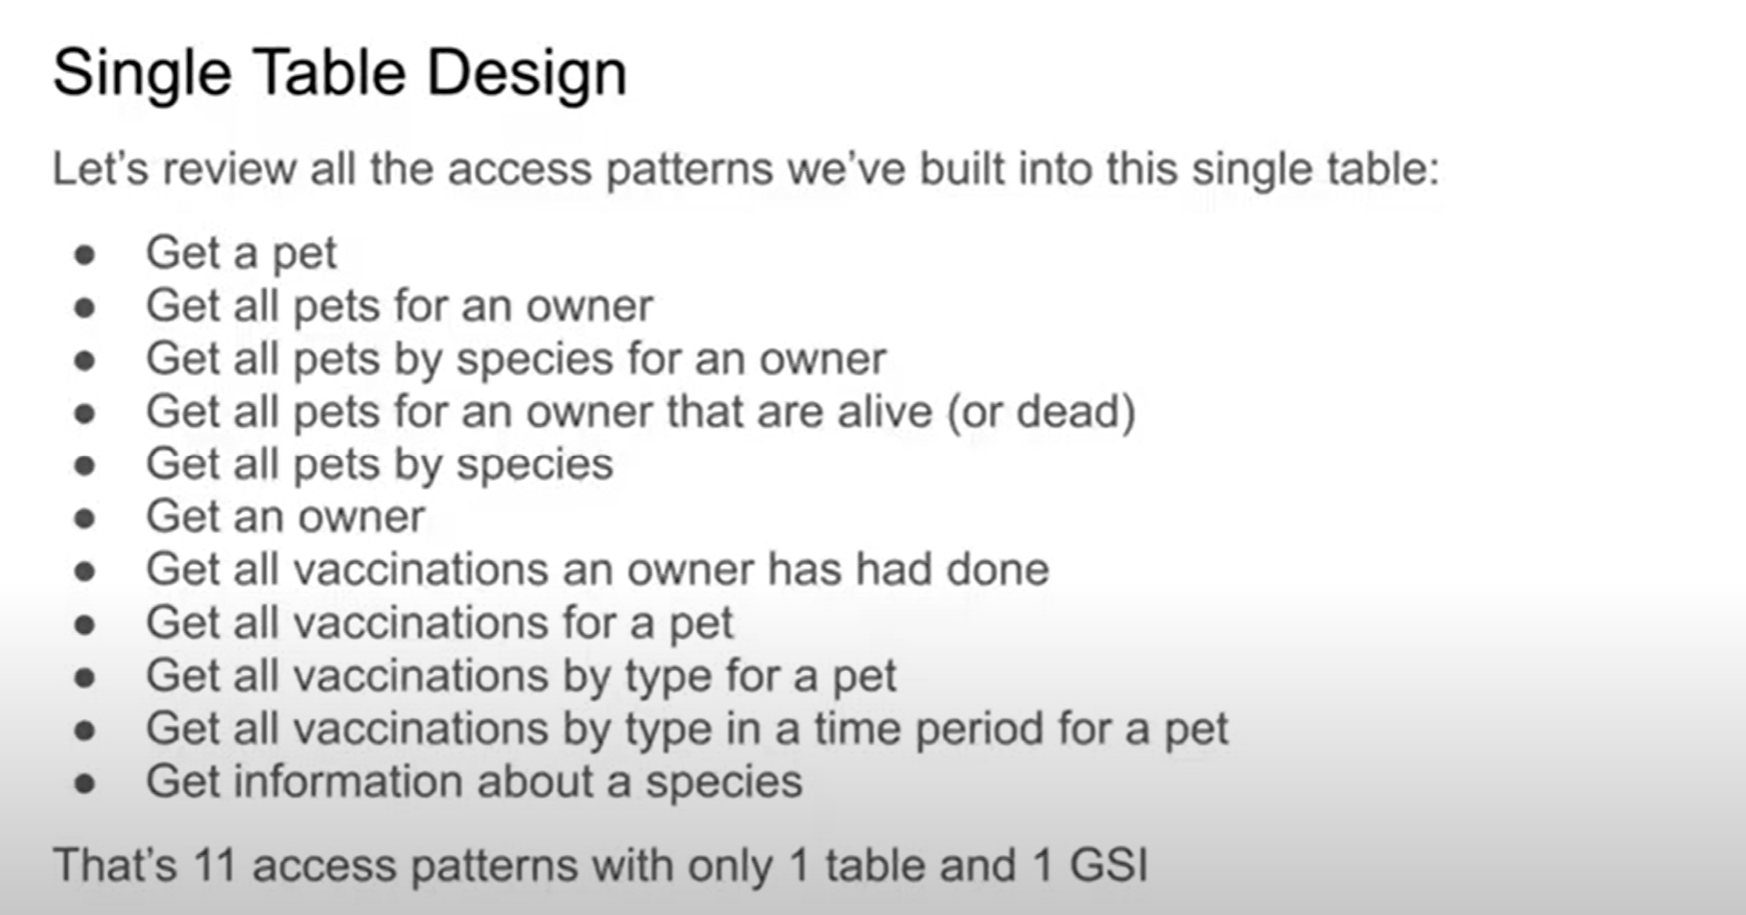 Single Table Design
Let's review all the access patterns we've built into this single table:
● Get a pet
● Get all pets for an owner
● Get all pets by species for an owner
● Get all pets for an owner that are alive (or dead)
● Get all pets by species
● Get an owner
● Get all vaccinations an owner has had done
● Get all vaccinations for a pet
● Get all vaccinations by type for a pet
● Get all vaccinations by type in a time period for a pet
● Get information about a species
That's 11 access patterns with only 1 table and 1 GSI